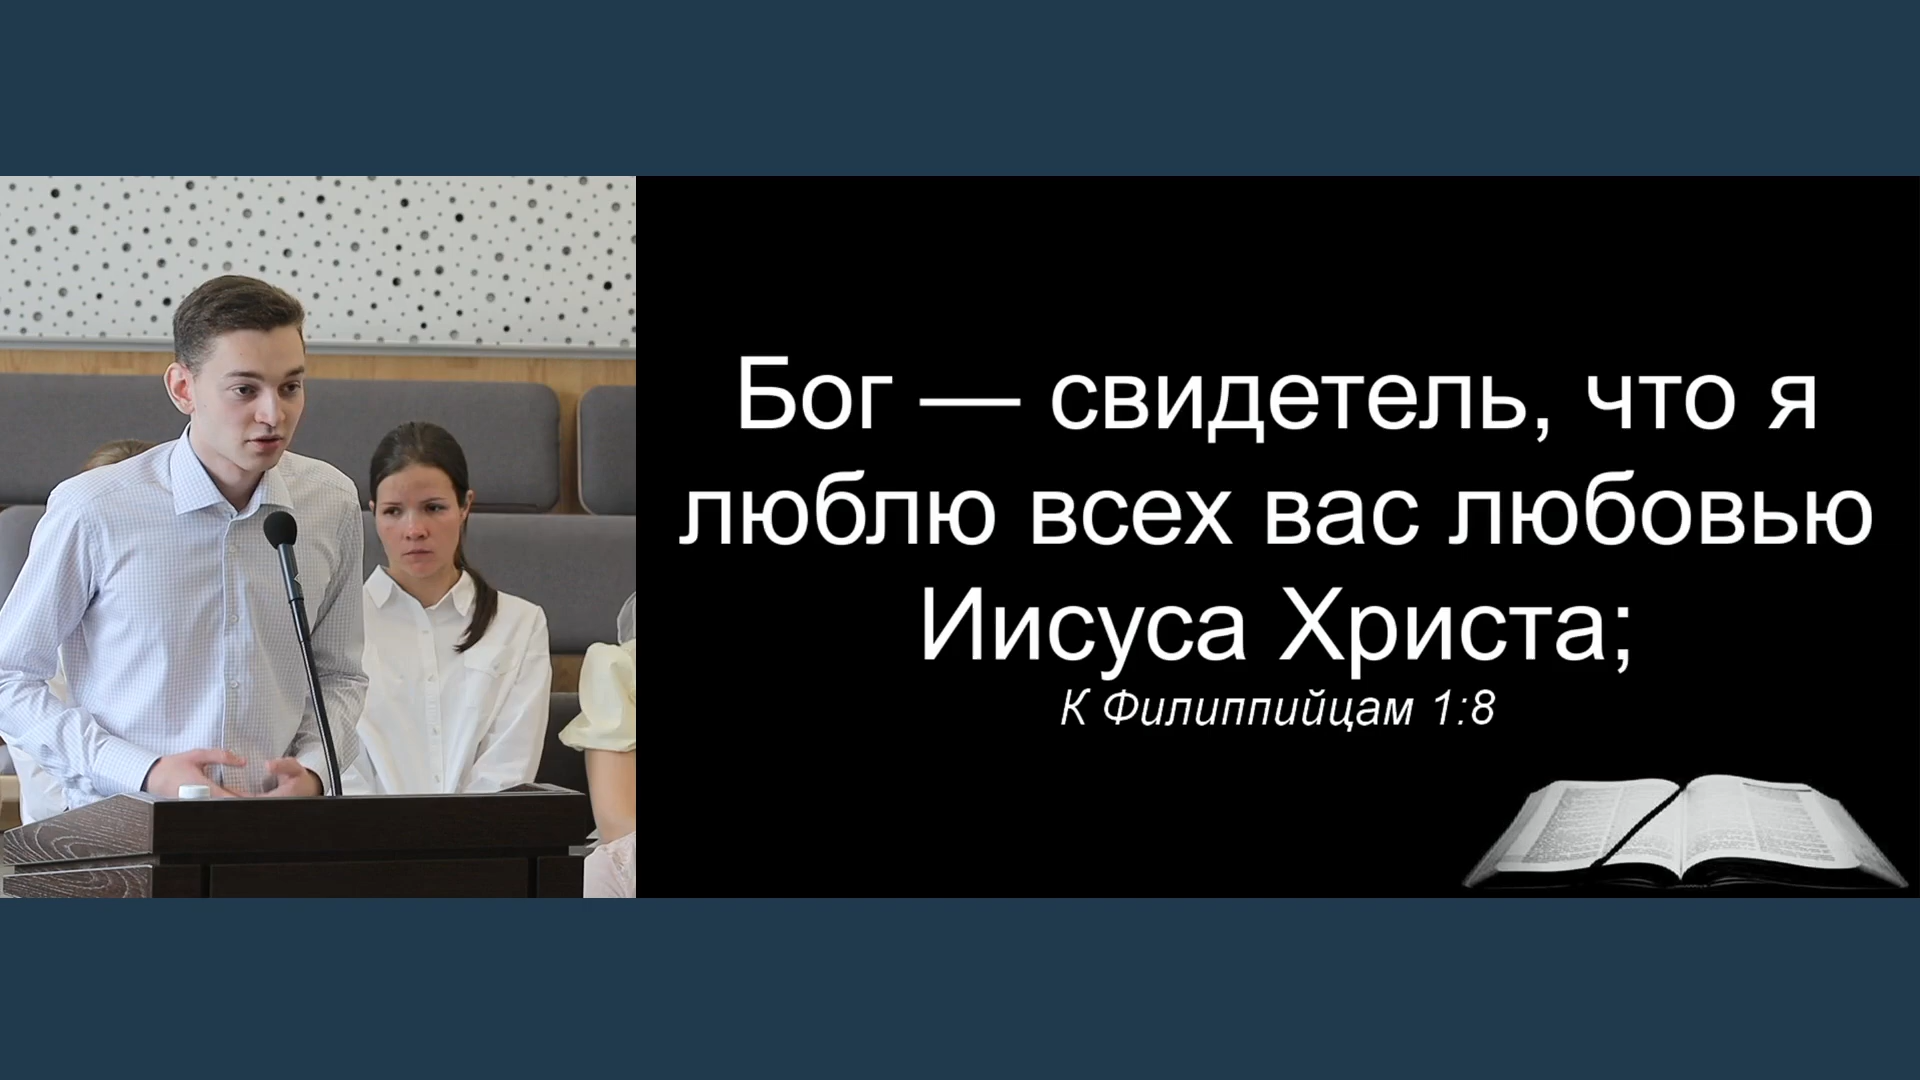 Бог — свидетель, что я
люблю всех вас любовью
Иисуса Христа;
К Филиппийцам 1:8